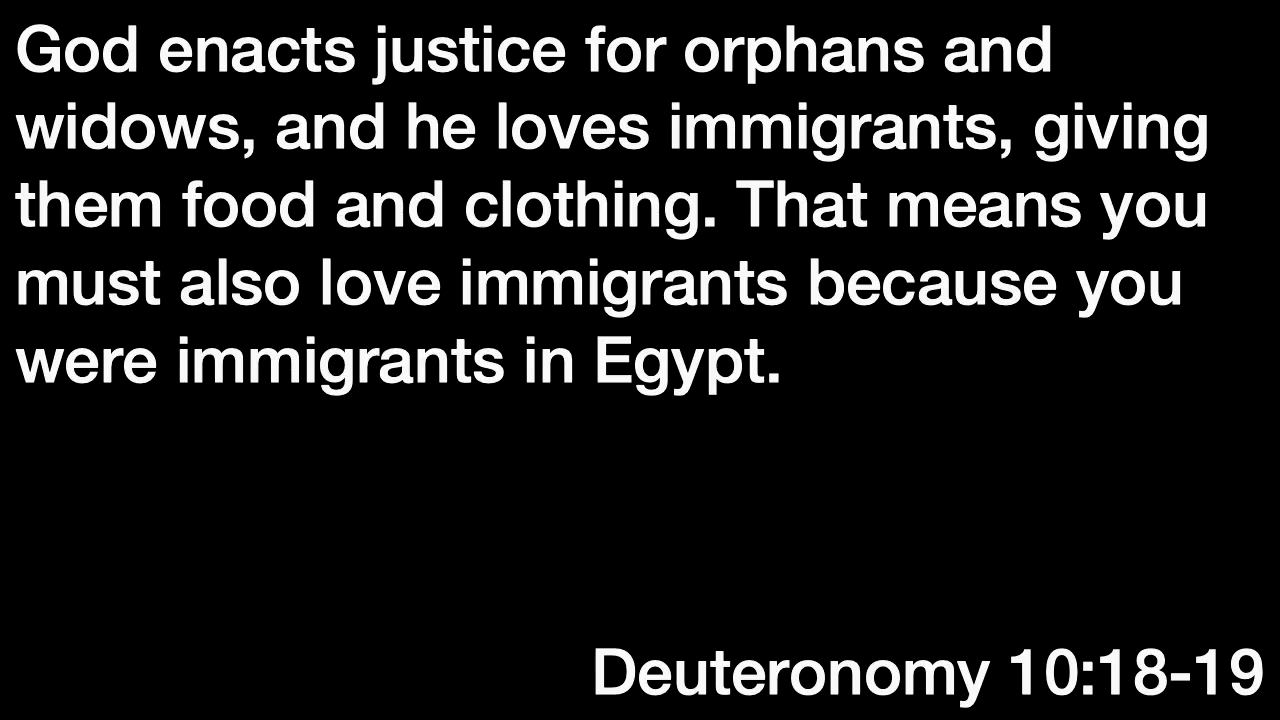 God enacts justice for orphans and
widows, and he loves immigrants, giving
them food and clothing. That means you
must also love immigrants because you
were immigrants in Egypt.
Deuteronomy 10:18-19